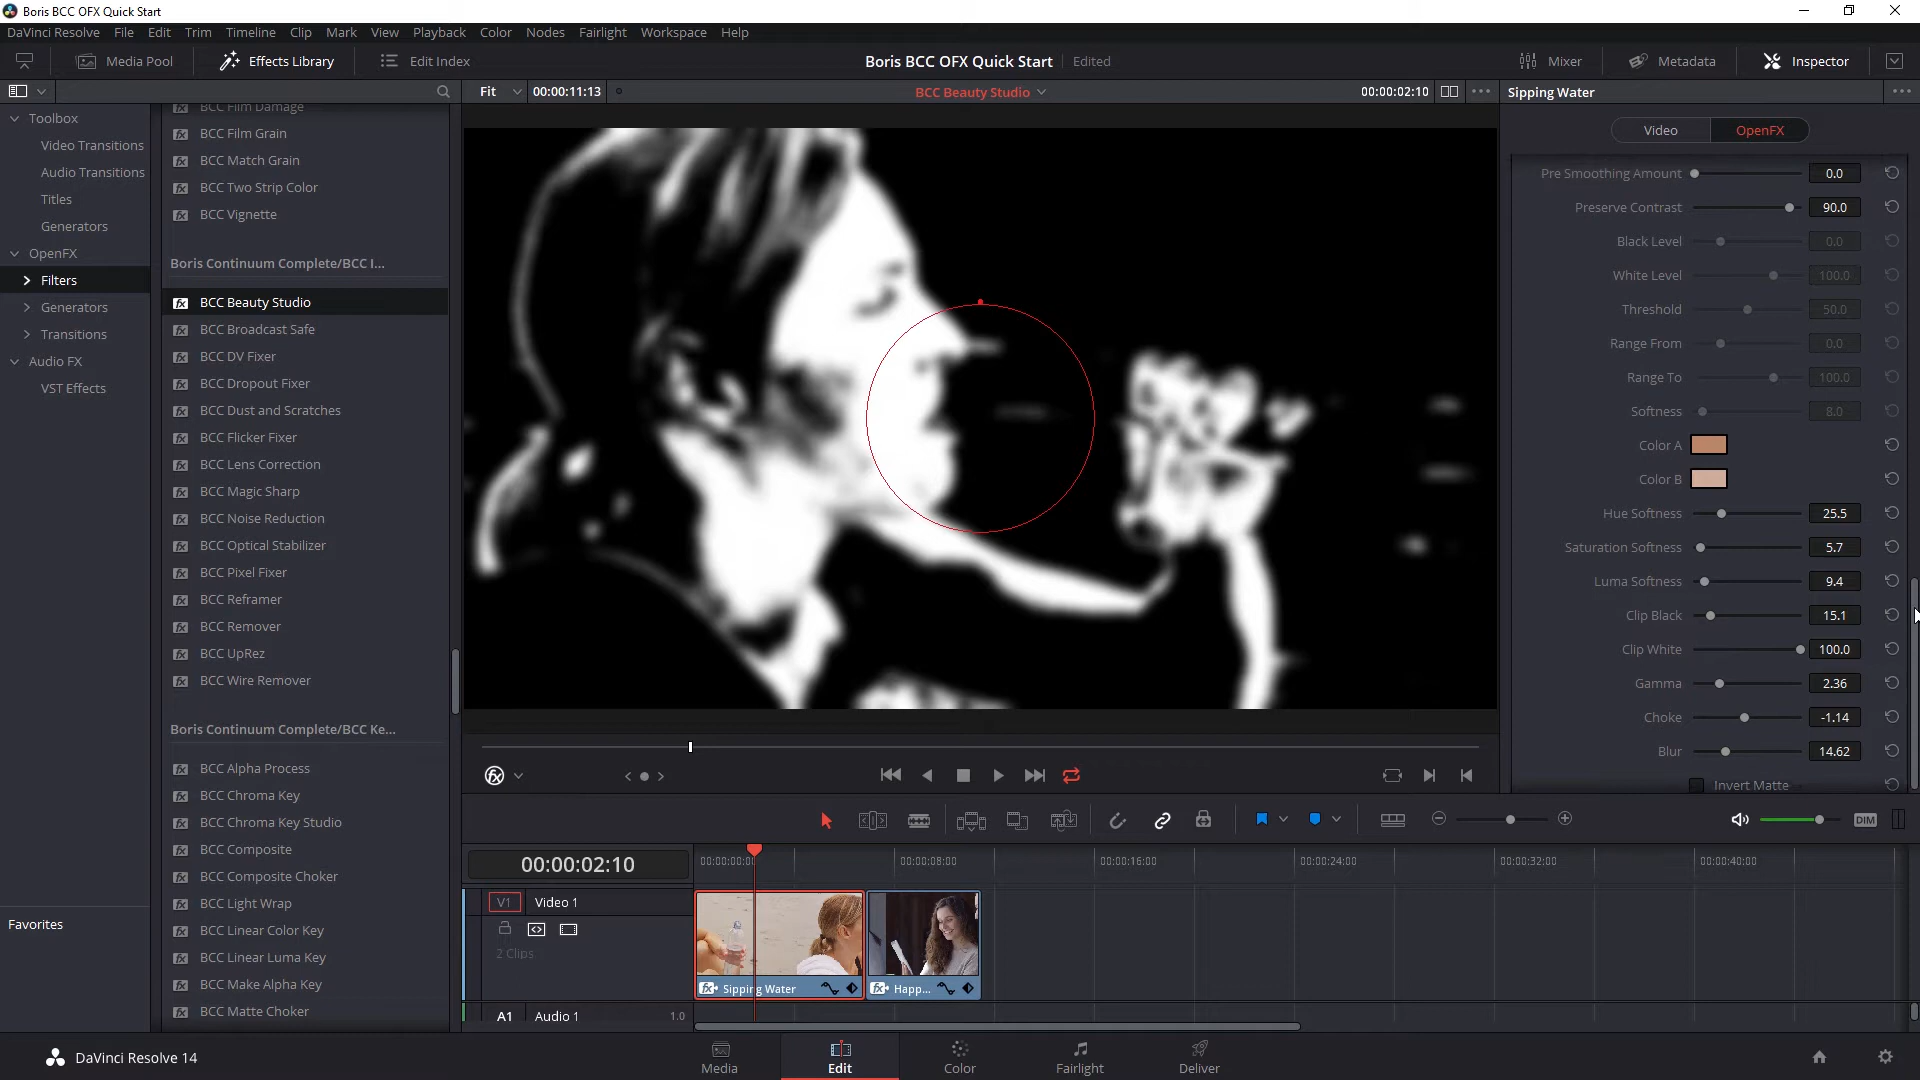 Boris BCC OFX Quick Start
DaVinci Resolve File Edit Trim Timeline Clip Mark View Playback Color Nodes Fairlight Workspace Help
Media Pool Effects Library Edit Index Boris BCC OFX Quick Start Edited Mixer Metadata Inspector
Fit 00:00:11:13 BCC Beauty Studio 00:00:02:10 Sipping Water
Video OpenFX
Toolbox
Video Transitions
Audio Transitions
Titles
Generators
OpenFX
Filters
Generators
Transitions
Audio FX
VST Effects
Favorites
BCC Film Damage
BCC Film Grain
BCC Match Grain
BCC Two Strip Color
BCC Vignette
Boris Continuum Complete/BCC I...
BCC Beauty Studio
BCC Broadcast Safe
BCC DV Fixer
BCC Dropout Fixer
BCC Dust and Scratches
BCC Flicker Fixer
BCC Lens Correction
BCC Magic Sharp
BCC Noise Reduction
BCC Optical Stabilizer
BCC Pixel Fixer
BCC Reframer
BCC Remover
BCC UpRez
BCC Wire Remover
Boris Continuum Complete/BCC Ke...
BCC Alpha Process
BCC Chroma Key
BCC Chroma Key Studio
BCC Composite
BCC Composite Choker
BCC Light Wrap
BCC Linear Color Key
BCC Linear Luma Key
BCC Make Alpha Key
BCC Matte Choker
Pre Smoothing Amount 0.0
Preserve Contrast 90.0
Black Level 0.0
White Level 100.0
Threshold 50.0
Range From 0.0
Range To 100.0
Softness 8.0
Color A
Color B
Hue Softness 25.5
Saturation Softness 5.7
Luma Softness 9.4
Clip Black 15.1
Clip White 100.0
Gamma 2.36
Choke -1.14
Blur 14.62
Invert Matte
DIM
00:00:02:10 00:00:00:0 00:00:08:00 00:00:16:00 00:00:24:00 00:00:32:00 00:00:40:00
V1 Video 1
2 Clips
fx Sipping Water fx Happ...
A1 Audio 1 1.0
DaVinci Resolve 14 Media Edit Color Fairlight Deliver